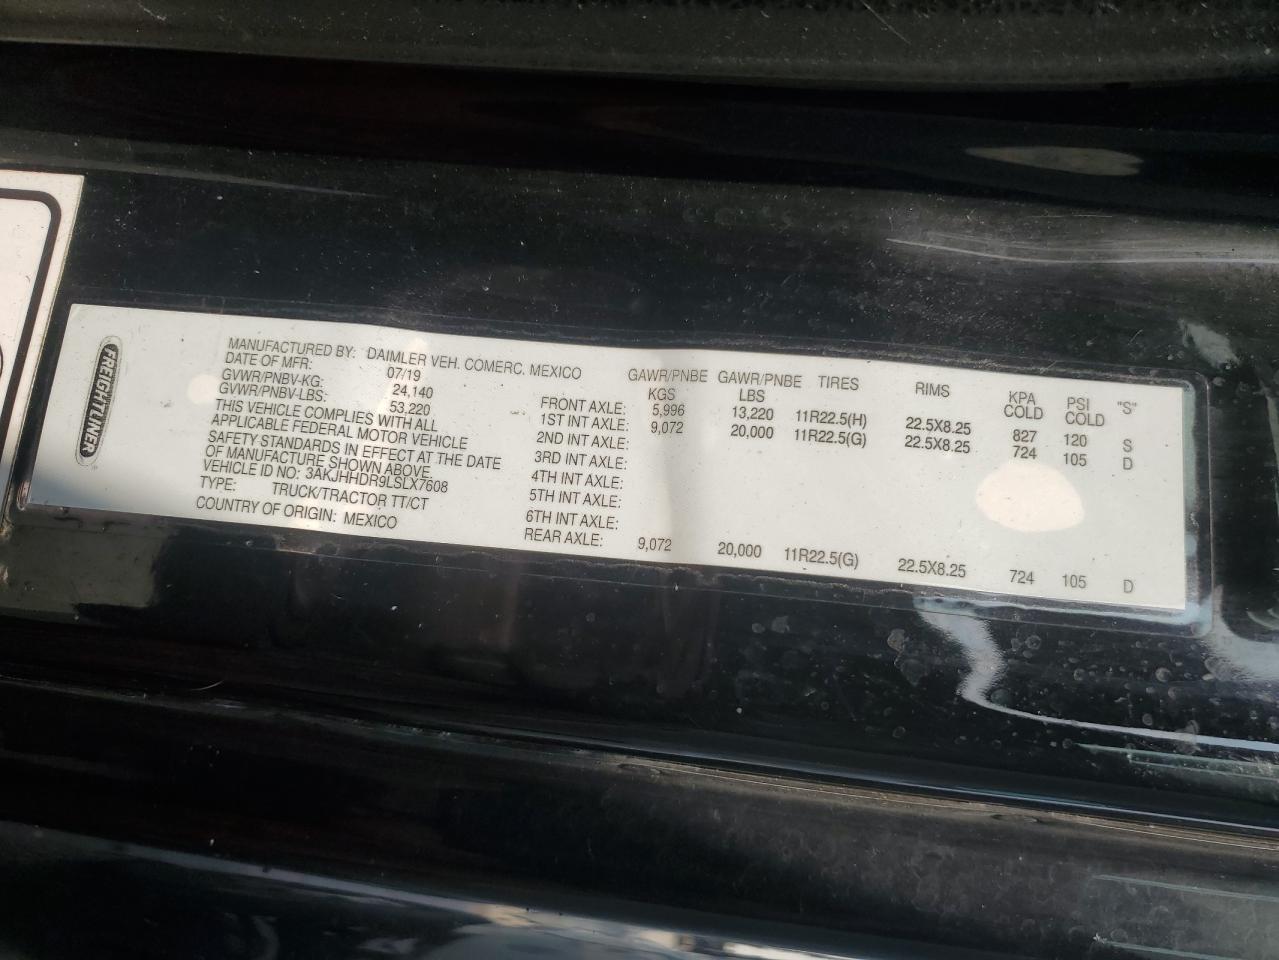 FREIGHTLINER
MANUFACTURED BY: DAIMLER VEH. COMERC. MEXICO
DATE OF MFR: 07/19
GVWR/PNBV-KG: 24,140
GVWR/PNBV-LBS: 53,220
THIS VEHICLE COMPLIES WITH ALL
APPLICABLE FEDERAL MOTOR VEHICLE
SAFETY STANDARDS IN EFFECT AT THE DATE
OF MANUFACTURE SHOWN ABOVE.
VEHICLE ID NO: 3AKJHHDR9LSLX7608
TYPE: TRUCK/TRACTOR TT/CT
COUNTRY OF ORIGIN: MEXICO
GAWR/PNBE KGS GAWR/PNBE LBS TIRES RIMS KPA COLD PSI COLD "S"
FRONT AXLE: 5,996 13,220 11R22.5(H) 22.5X8.25 827 120 S
1ST INT AXLE: 9,072 20,000 11R22.5(G) 22.5X8.25 724 105 D
2ND INT AXLE:
3RD INT AXLE:
4TH INT AXLE:
5TH INT AXLE:
6TH INT AXLE:
REAR AXLE: 9,072 20,000 11R22.5(G) 22.5X8.25 724 105 D